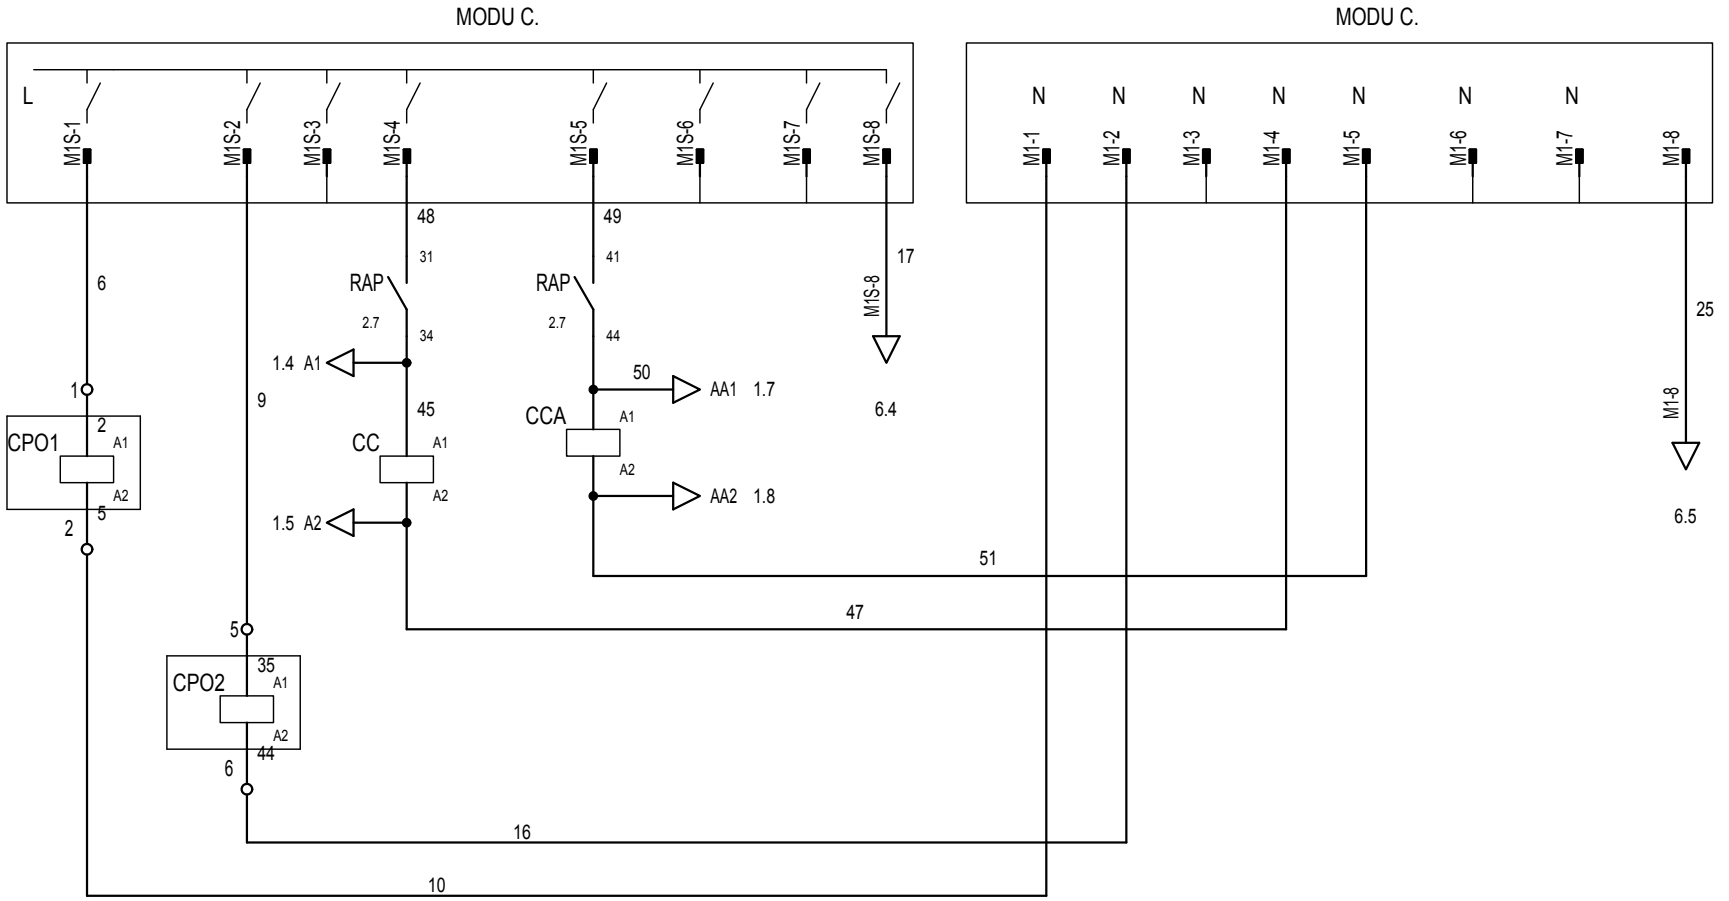 MODU C. MODU C.
L N N N N N N N
M1S-1 M1S-2 M1S-3 M1S-4 M1S-5 M1S-6 M1S-7 M1S-8 M1-1 M1-2 M1-3 M1-4 M1-5 M1-6 M1-7 M1-8
48 49
31 41 17
6 RAP RAP M1S-8 25
2.7 2.7
34 44
1.4 A1
50
1 AA1 1.7
9 45 6.4 M1-8
2 CCA A1
CPO1 A1 CC A1
A2
A2 A2 AA2 1.8
5
2 1.5 A2 6.5
51
47
5
35
CPO2 A1
A2
44
6
16
10